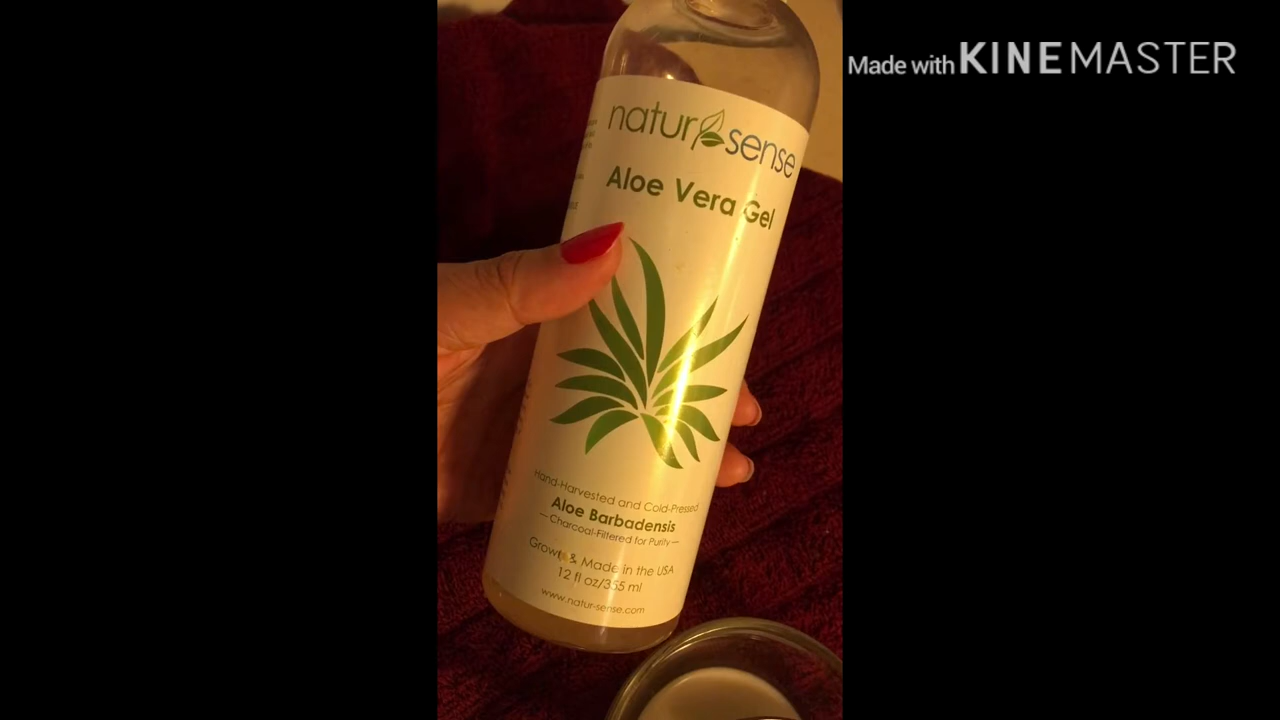 Made with KINEMASTER
natur sense
Aloe Vera Gel
Hand-Harvested and Cold-Pressed
Aloe Barbadensis
— Charcoal-Filtered for Purity —
Grown & Made in the USA
12 fl oz/355 ml
www.natur-sense.com